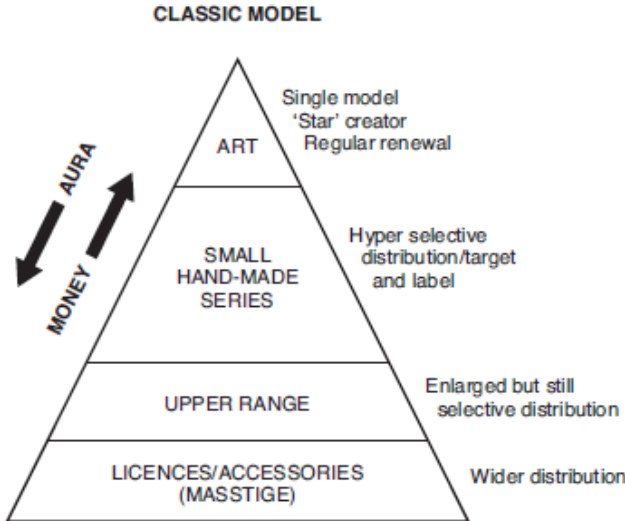 CLASSIC MODEL
Single model
'Star' creator
Regular renewal
ART
AURA
MONEY
SMALL
HAND-MADE
SERIES
Hyper selective
distribution/target
and label
UPPER RANGE
Enlarged but still
selective distribution
LICENCES/ACCESSORIES
(MASSTIGE)
Wider distribution